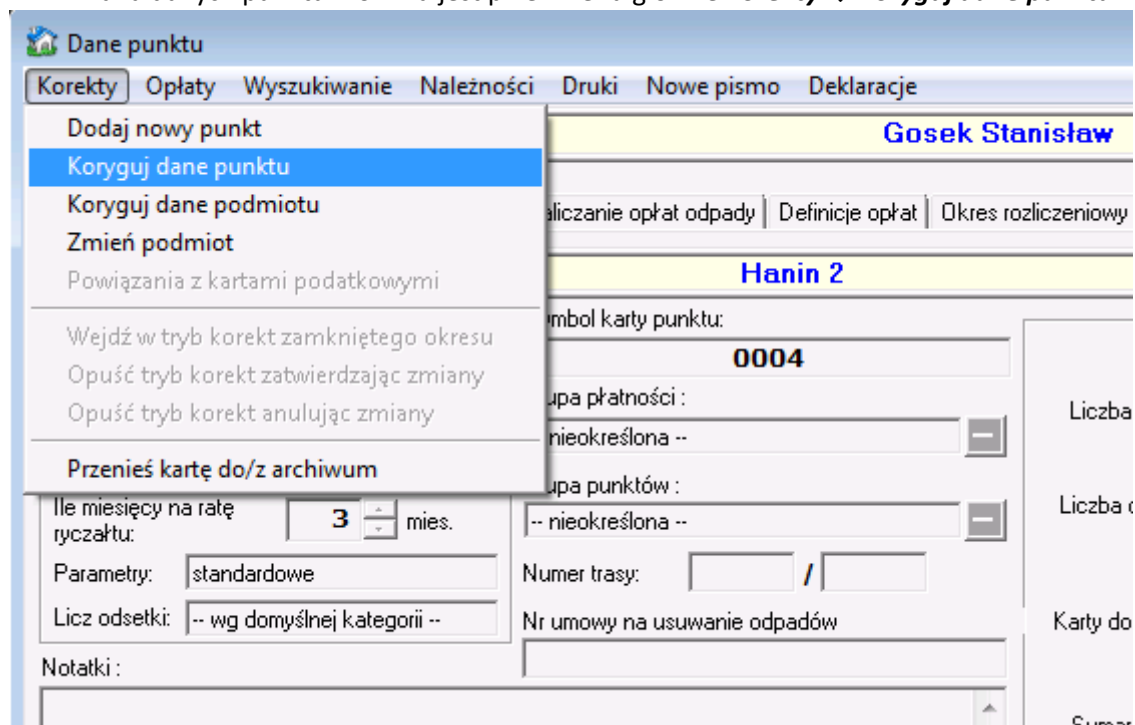 Dane punktu
Korekty Opłaty Wyszukiwanie Należności Druki Nowe pismo Deklaracje
Dodaj nowy punkt
Koryguj dane punktu
Koryguj dane podmiotu
Zmień podmiot
Powiązania z kartami podatkowymi
Wejdź w tryb korekt zamkniętego okresu
Opuść tryb korekt zatwierdzając zmiany
Opuść tryb korekt anulując zmiany
Przenieś kartę do/z archiwum
Gosek Stanisław
opłat odpady Definicje opłat Okres rozliczeniowy
Hanin 2
karty punktu:
0004
płatności :
nieokreślona --
punktów :
-- nieokreślona --
Numer trasy: /
Nr umowy na usuwanie odpadów
Ile miesięcy na ratę
ryczałtu: 3 mies.
Parametry: standardowe
Licz odsetki: -- wg domyślnej kategorii --
Notatki :
Liczba
Liczba
Karty do